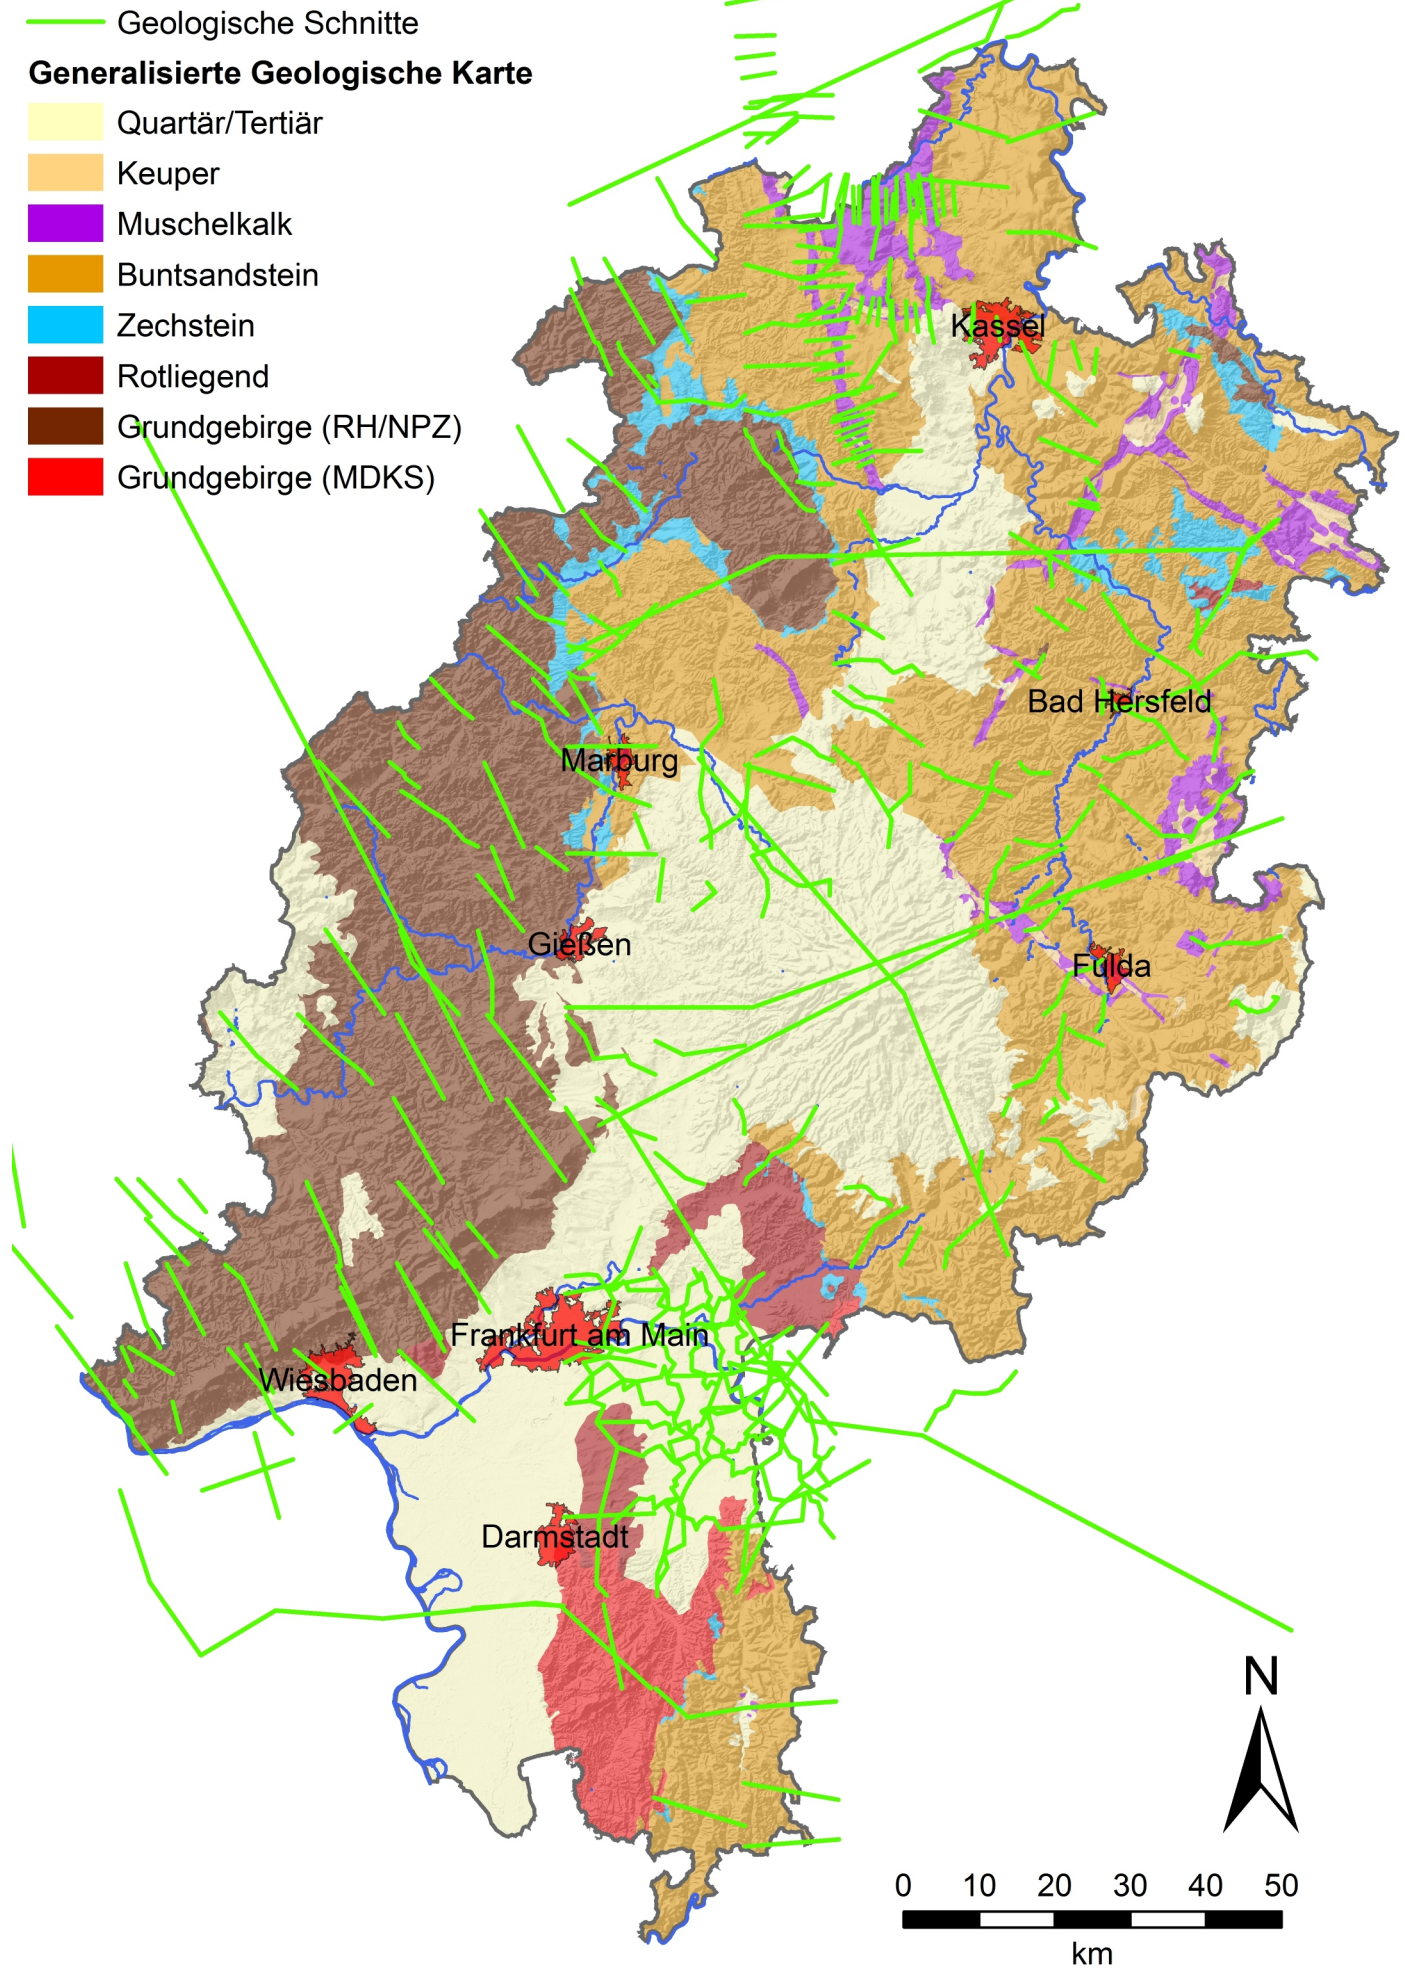 Geologische Schnitte
Generalisierte Geologische Karte
Quartär/Tertiär
Keuper
Muschelkalk
Buntsandstein
Zechstein
Rotliegend
Grundgebirge (RH/NPZ)
Grundgebirge (MDKS)
Kassel
Bad Hersfeld
Marburg
Gießen
Fulda
Frankfurt am Main
Wiesbaden
Darmstadt
N
0 10 20 30 40 50
km